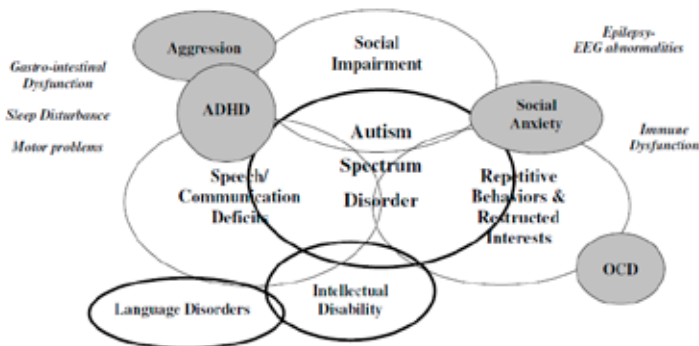 Aggression
Social
Impairment
Epilepsy-
EEG abnormalities
Gastro-intestinal
Dysfunction
ADHD
Sleep Disturbance
Motor problems
Social
Anxiety
Immune
Dysfunction
Autism
Spectrum
Disorder
Speech/
Communication
Deficits
Repetitive
Behaviors &
Restructed
Interests
OCD
Language Disorders
Intellectual
Disability